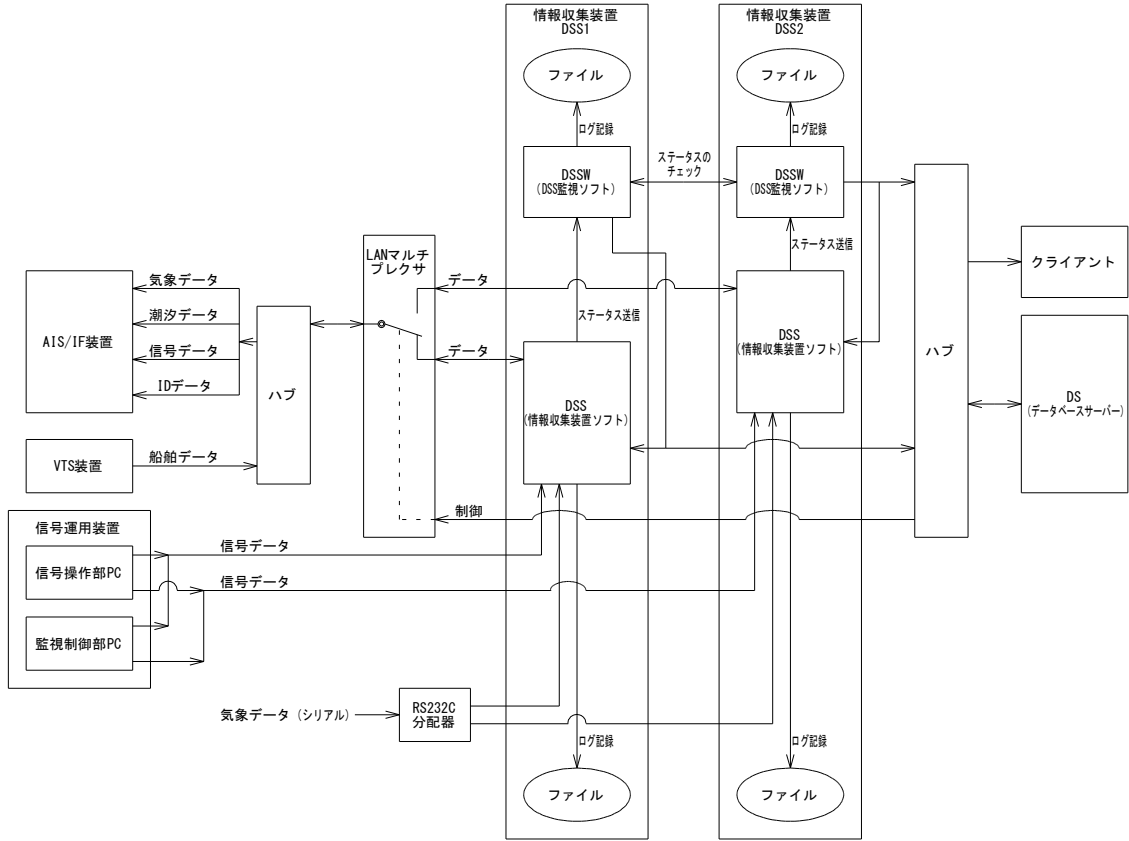 情報収集装置
DSS1
情報収集装置
DSS2
ファイル
ファイル
ログ記録
ログ記録
DSSW
(DSS監視ソフト)
ステータスの
チェック
DSSW
(DSS監視ソフト)
ステータス送信
LANマルチ
プレクサ
データ
データ
ステータス送信
AIS/IF装置
気象データ
潮汐データ
信号データ
IDデータ
ハブ
VTS装置
船舶データ
DSS
(情報収集装置ソフト)
DSS
(情報収集装置ソフト)
ハブ
クライアント
DS
(データベースサーバー)
制御
信号運用装置
信号操作部PC
監視制御部PC
信号データ
信号データ
気象データ (シリアル)
RS232C
分配器
ログ記録
ログ記録
ファイル
ファイル